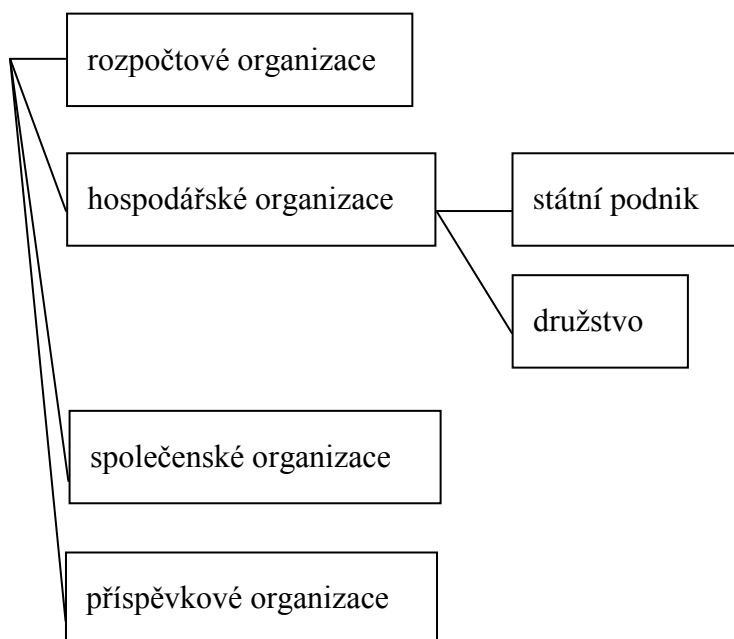 rozpočtové organizace
hospodářské organizace
státní podnik
družstvo
společenské organizace
příspěvkové organizace